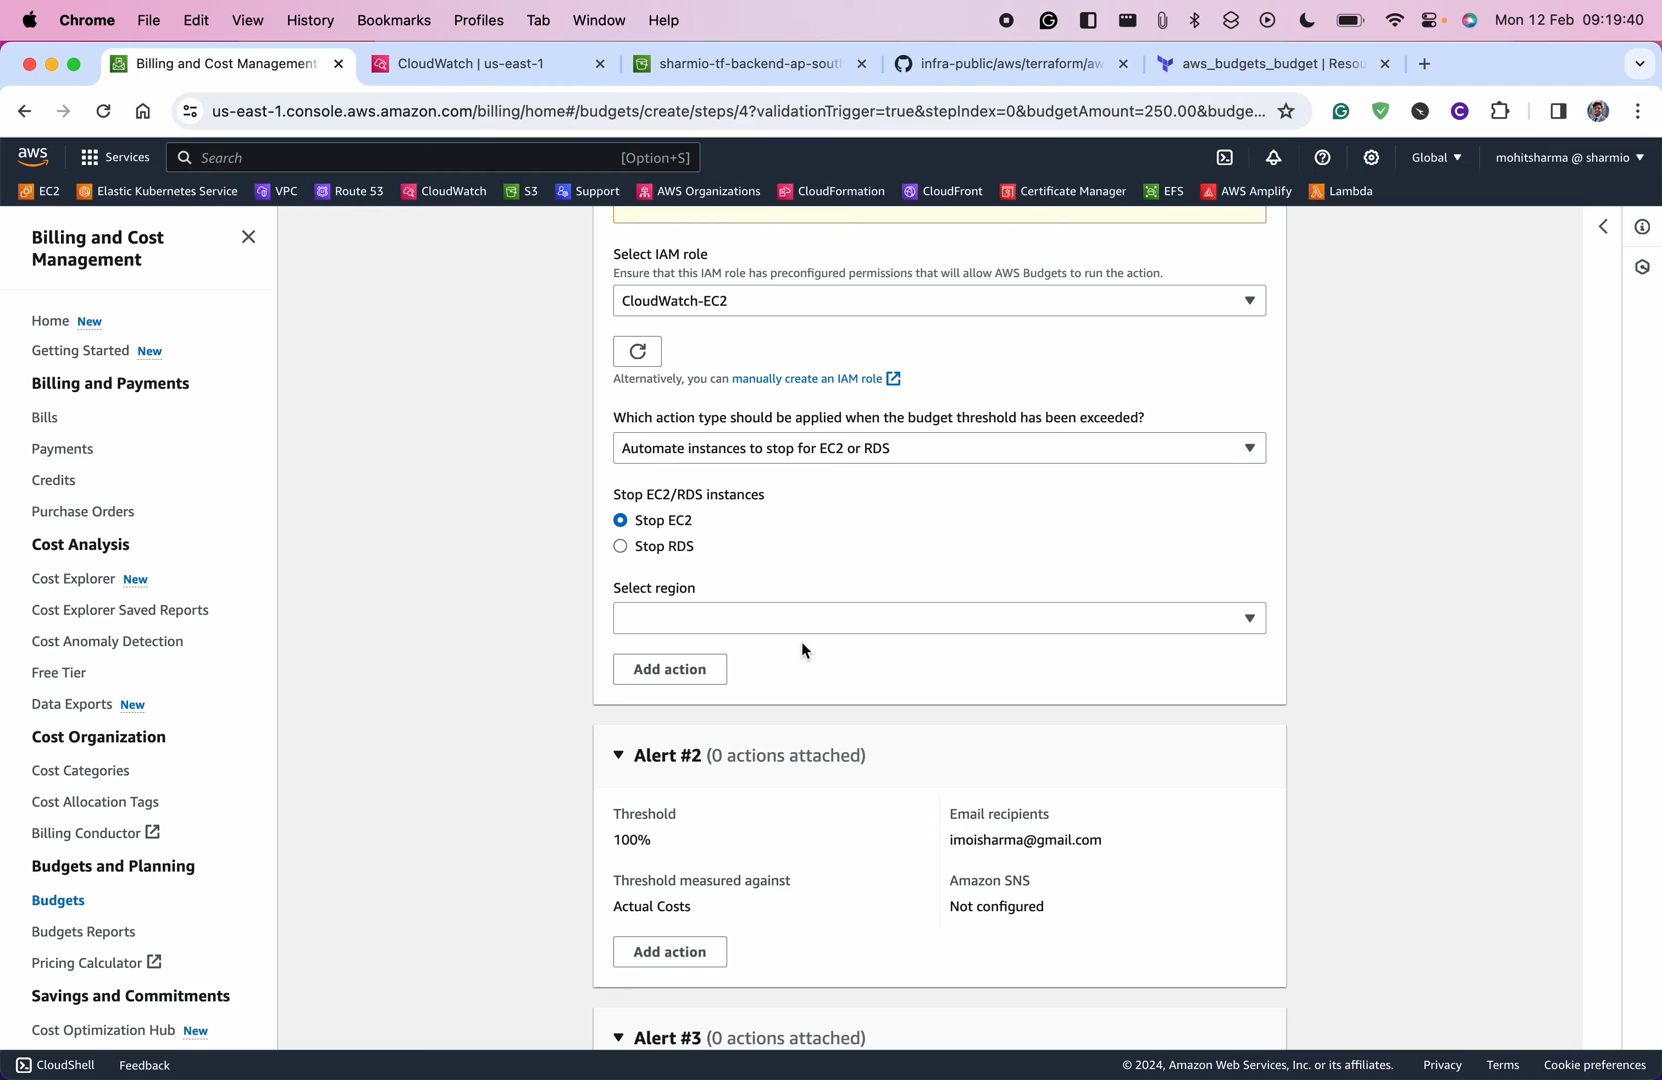 Chrome File Edit View History Bookmarks Profiles Tab Window Help Mon 12 Feb 09:19:40
Billing and Cost Management CloudWatch | us-east-1 sharmio-tf-backend-ap-sout infra-public/aws/terraform/aw aws_budgets_budget | Resou
us-east-1.console.aws.amazon.com/billing/home#/budgets/create/steps/4?validationTrigger=true&stepIndex=0&budgetAmount=250.00&budge...
aws Services Search [Option+S] Global mohitsharma @ sharmio
EC2 Elastic Kubernetes Service VPC Route 53 CloudWatch S3 Support AWS Organizations CloudFormation CloudFront Certificate Manager EFS AWS Amplify Lambda
Billing and Cost
Management
Home New
Getting Started New
Billing and Payments
Bills
Payments
Credits
Purchase Orders
Cost Analysis
Cost Explorer New
Cost Explorer Saved Reports
Cost Anomaly Detection
Free Tier
Data Exports New
Cost Organization
Cost Categories
Cost Allocation Tags
Billing Conductor
Budgets and Planning
Budgets
Budgets Reports
Pricing Calculator
Savings and Commitments
Cost Optimization Hub New
Select IAM role
Ensure that this IAM role has preconfigured permissions that will allow AWS Budgets to run the action.
CloudWatch-EC2
Alternatively, you can manually create an IAM role
Which action type should be applied when the budget threshold has been exceeded?
Automate instances to stop for EC2 or RDS
Stop EC2/RDS instances
Stop EC2
Stop RDS
Select region
Add action
Alert #2 (0 actions attached)
Threshold
100%
Email recipients
imoisharma@gmail.com
Threshold measured against
Actual Costs
Amazon SNS
Not configured
Add action
Alert #3 (0 actions attached)
CloudShell Feedback © 2024, Amazon Web Services, Inc. or its affiliates. Privacy Terms Cookie preferences